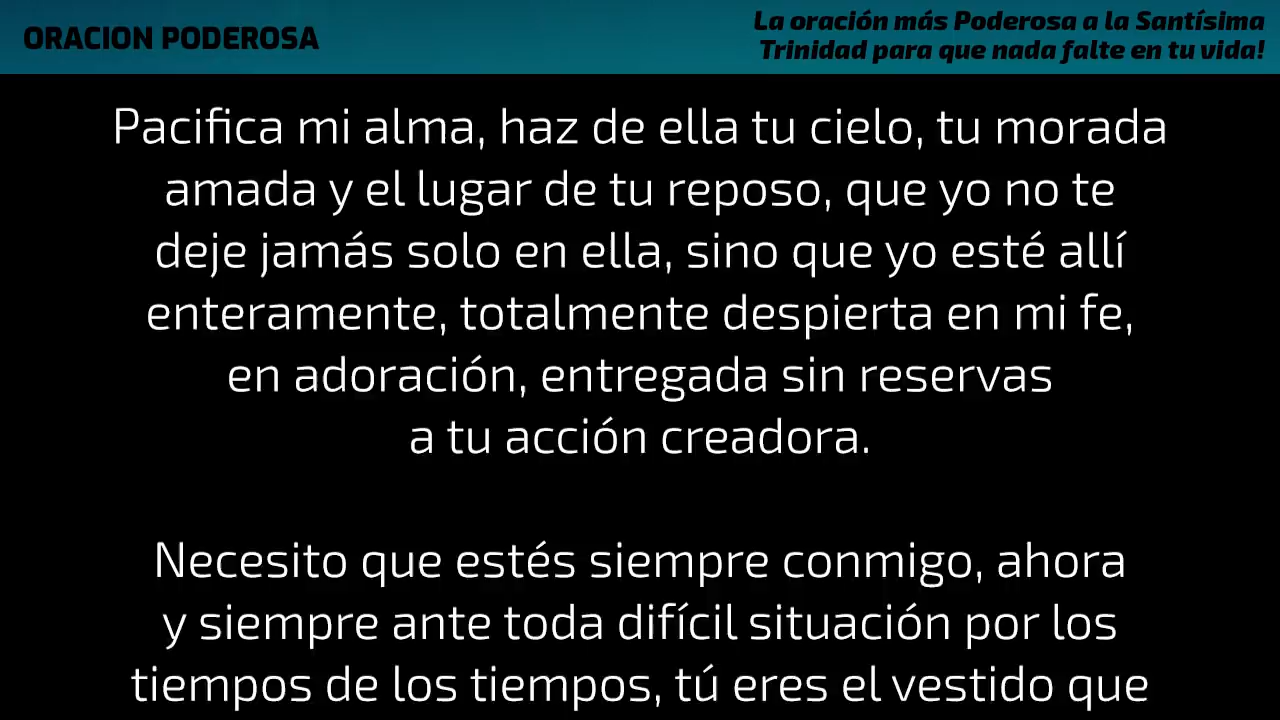 ORACION PODEROSA
La oración más Poderosa a la Santísima
Trinidad para que nada falte en tu vida!
Pacifica mi alma, haz de ella tu cielo, tu morada
amada y el lugar de tu reposo, que yo no te
deje jamás solo en ella, sino que yo esté allí
enteramente, totalmente despierta en mi fe,
en adoración, entregada sin reservas
a tu acción creadora.
Necesito que estés siempre conmigo, ahora
y siempre ante toda difícil situación por los
tiempos de los tiempos, tú eres el vestido que